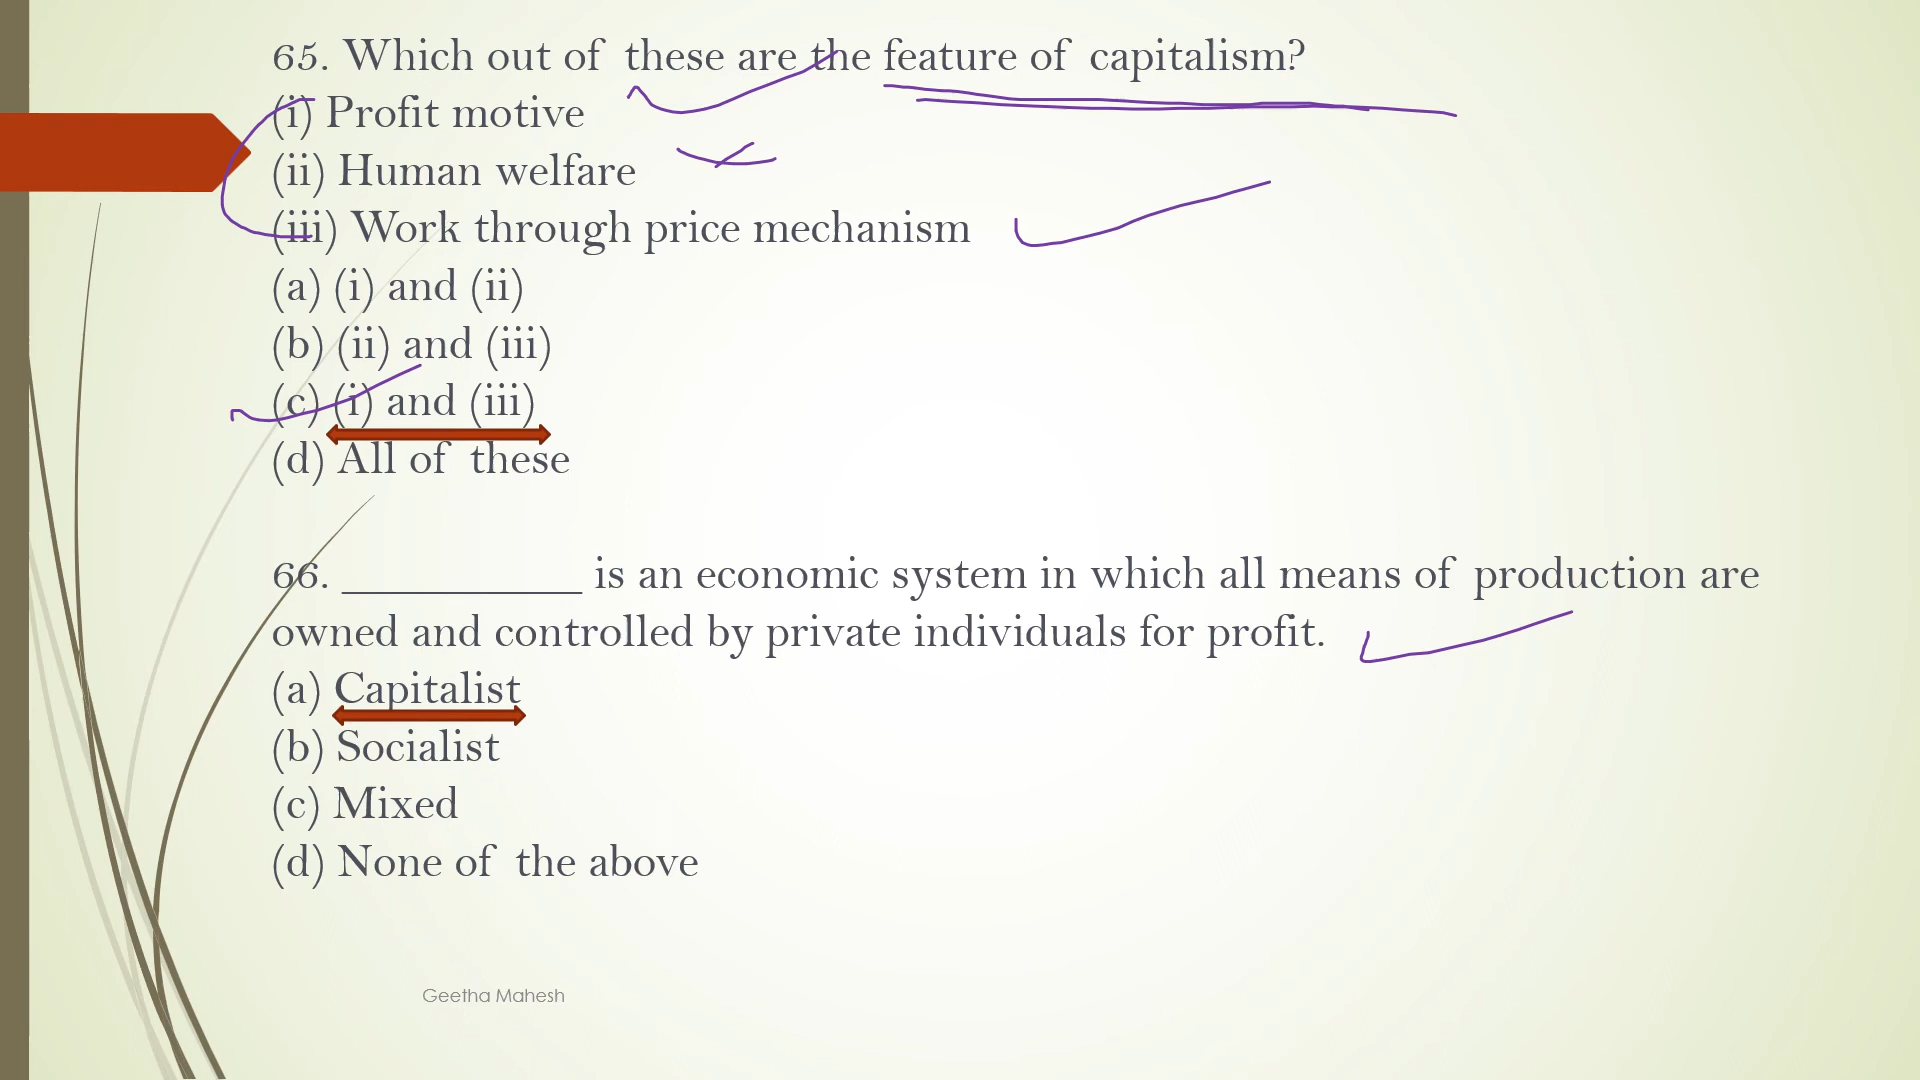 65. Which out of these are the feature of capitalism?
(i) Profit motive
(ii) Human welfare
(iii) Work through price mechanism
(a) (i) and (ii)
(b) (ii) and (iii)
(c) (i) and (iii)
(d) All of these
66. ___________ is an economic system in which all means of production are
owned and controlled by private individuals for profit.
(a) Capitalist
(b) Socialist
(c) Mixed
(d) None of the above
Geetha Mahesh